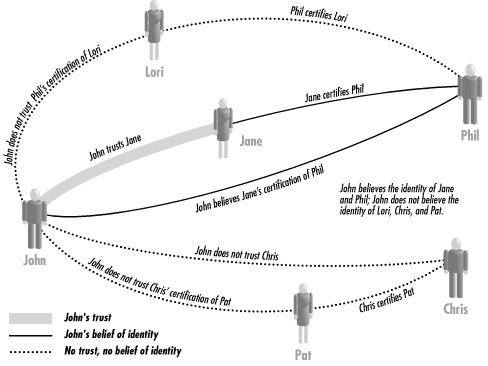 Phil certifies Lori
John does not trust Phil's certification of Lori
Lori
Jane certifies Phil
John trusts Jane
Jane
Phil
John believes Jane's certification of Phil
John believes the identity of Jane
and Phil; John does not believe the
identity of Lori, Chris, and Pat.
John
John does not trust Chris
John does not trust Chris' certification of Pat
Chris certifies Pat
Chris
Pat
John's trust
John's belief of identity
No trust, no belief of identity